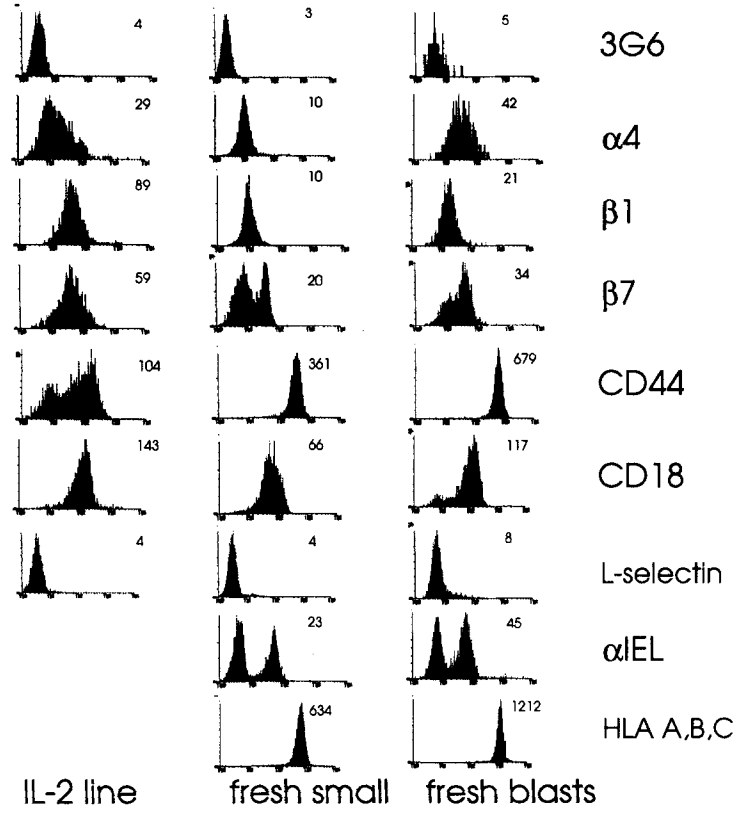 4 3 5 3G6
29 10 42 α4
89 10 21 β1
59 20 34 β7
104 361 679 CD44
143 66 117 CD18
4 4 8 L-selectin
23 45 αIEL
634 1212 HLA A,B,C
IL-2 line fresh small fresh blasts